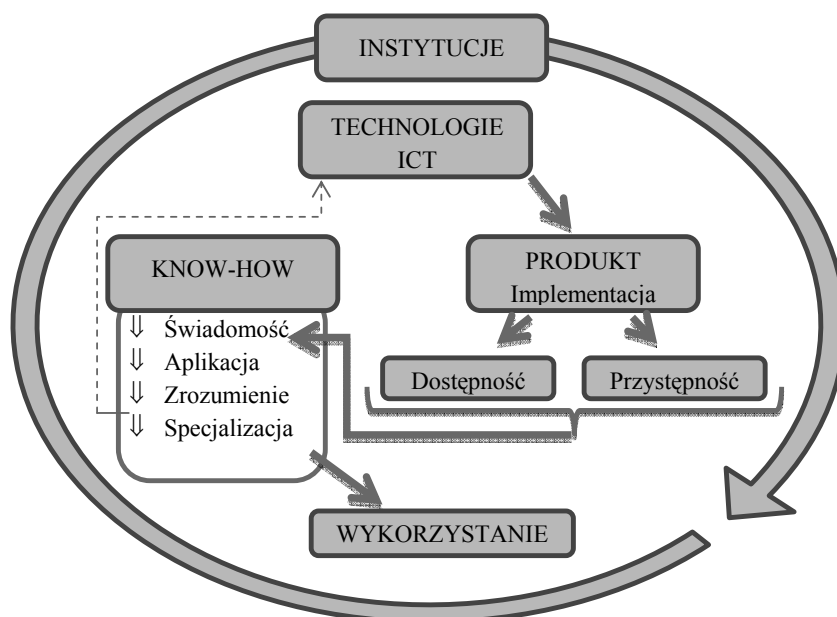 INSTYTUCJE
TECHNOLOGIE
ICT
KNOW-HOW
⇓ Świadomość
⇓ Aplikacja
⇓ Zrozumienie
⇓ Specjalizacja
PRODUKT
Implementacja
Dostępność
Przystępność
WYKORZYSTANIE